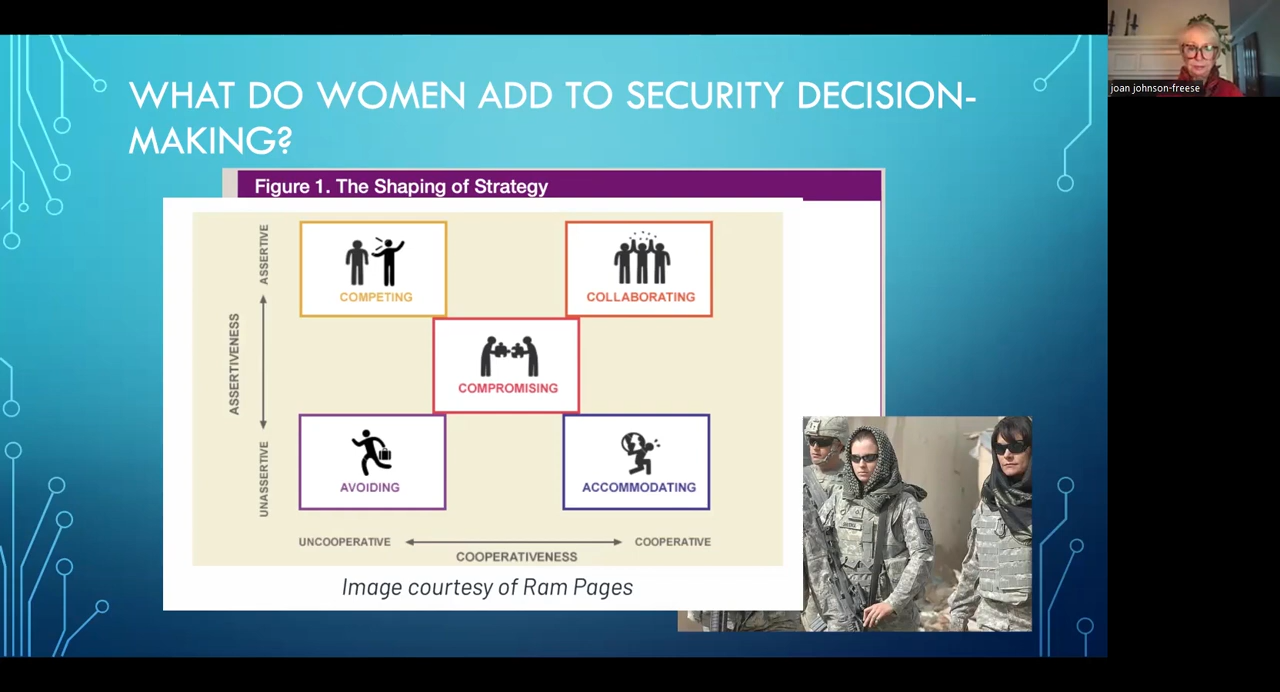 WHAT DO WOMEN ADD TO SECURITY DECISION-
MAKING?
joan johnson-freese
Figure 1. The Shaping of Strategy
ASSERTIVE
ASSERTIVENESS
UNASSERTIVE
COMPETING
COLLABORATING
COMPROMISING
AVOIDING
ACCOMMODATING
UNCOOPERATIVE
COOPERATIVE
COOPERATIVENESS
Image courtesy of Ram Pages